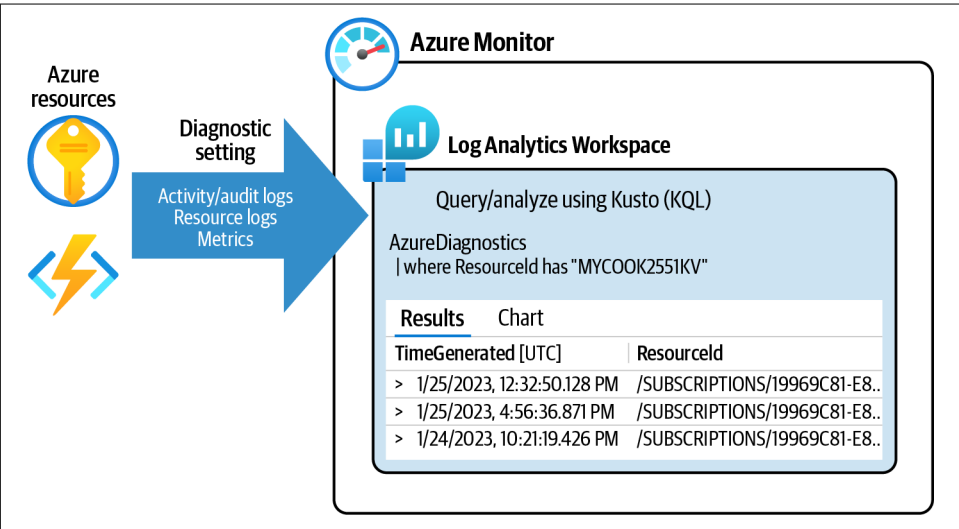 Azure Monitor
Azure
resources
Diagnostic
setting
Activity/audit logs
Resource logs
Metrics
Log Analytics Workspace
Query/analyze using Kusto (KQL)
AzureDiagnostics
| where ResourceId has "MYCOOK2551KV"
Results Chart
TimeGenerated [UTC] ResourceId
> 1/25/2023, 12:32:50.128 PM /SUBSCRIPTIONS/19969C81-E8..
> 1/25/2023, 4:56:36.871 PM /SUBSCRIPTIONS/19969C81-E8..
> 1/24/2023, 10:21:19.426 PM /SUBSCRIPTIONS/19969C81-E8..